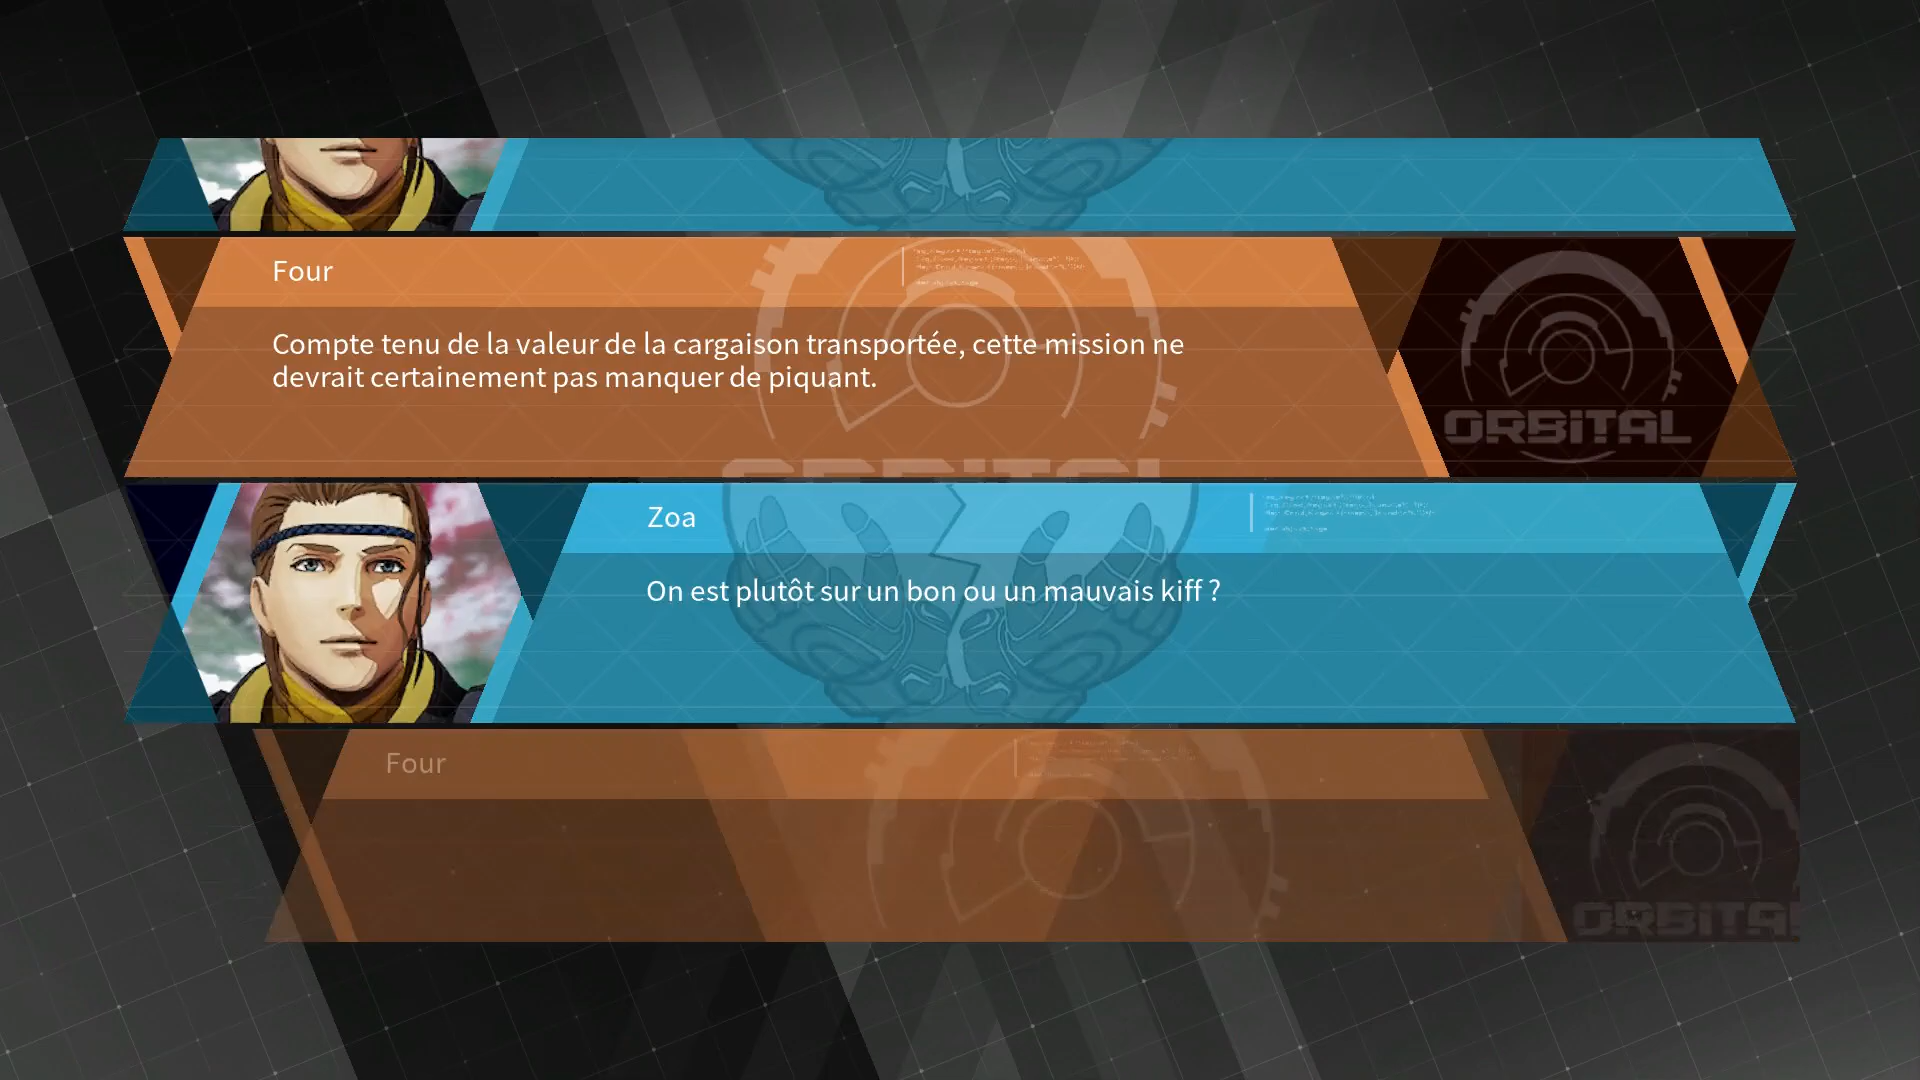 Four
Compte tenu de la valeur de la cargaison transportée, cette mission ne
devrait certainement pas manquer de piquant.
ORBITAL
ORBITAL
Zoa
On est plutôt sur un bon ou un mauvais kiff ?
Four
ORBITAL